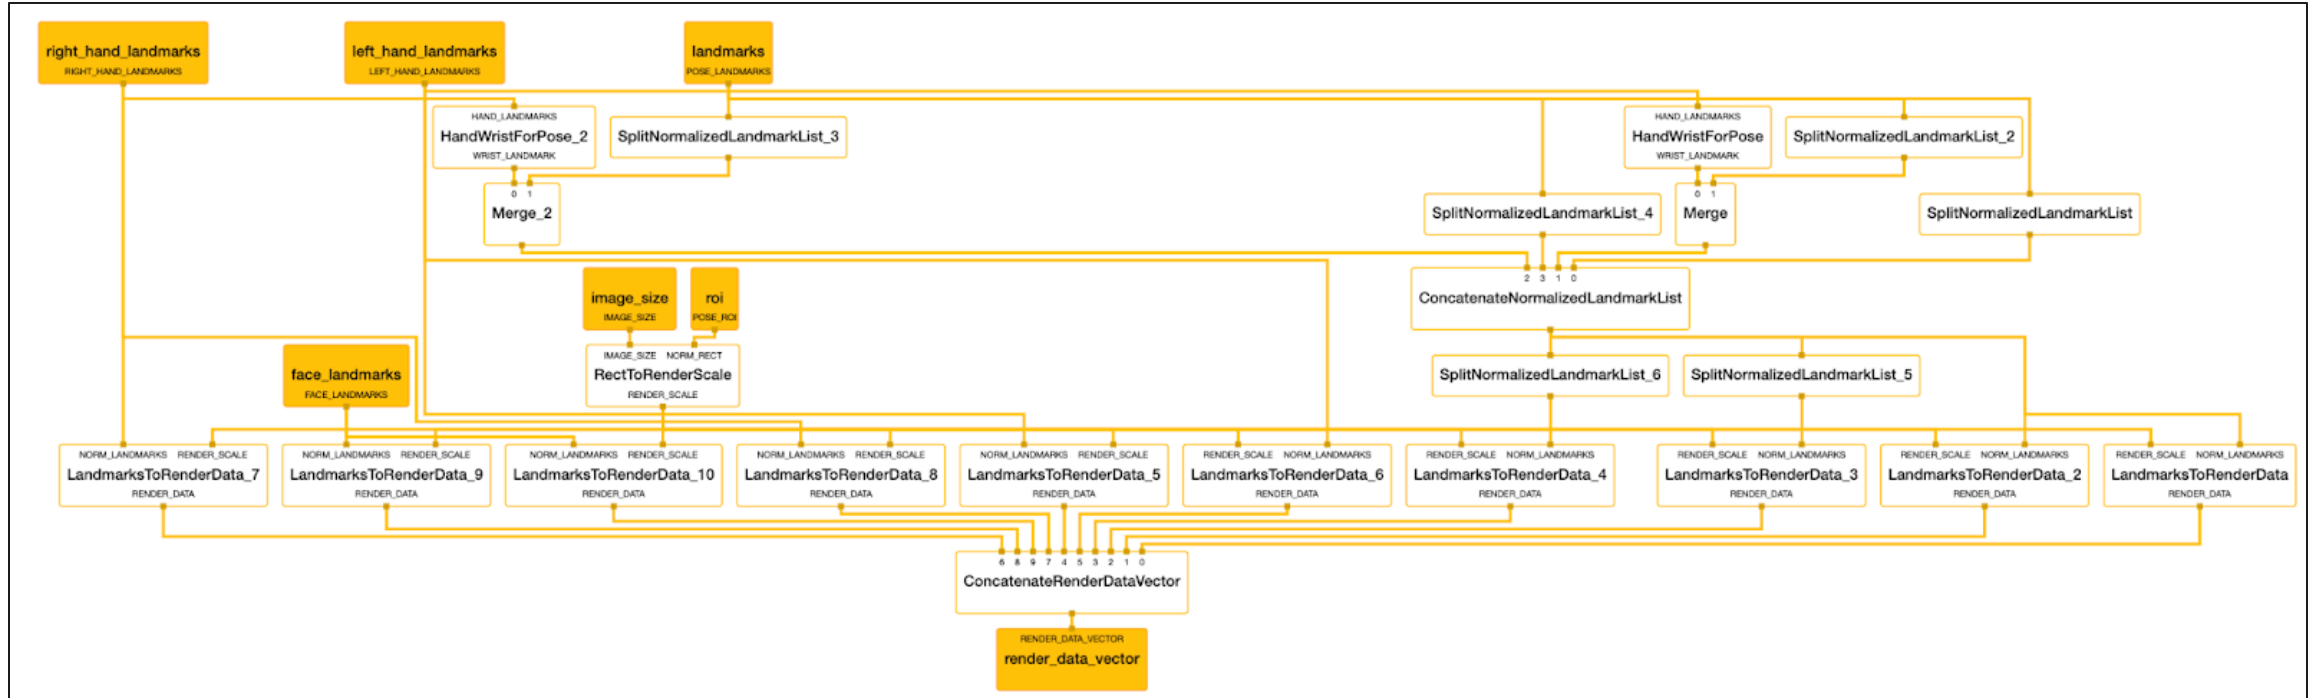 right_hand_landmarks
RIGHT_HAND_LANDMARKS
left_hand_landmarks
LEFT_HAND_LANDMARKS
landmarks
POSE_LANDMARKS
HAND_LANDMARKS
HandWristForPose_2
WRIST_LANDMARK
SplitNormalizedLandmarkList_3
HAND_LANDMARKS
HandWristForPose
WRIST_LANDMARK
SplitNormalizedLandmarkList_2
0 1
Merge_2
SplitNormalizedLandmarkList_4
0 1
Merge
SplitNormalizedLandmarkList
image_size
IMAGE_SIZE
roi
POSE_ROI
2 3 1 0
ConcatenateNormalizedLandmarkList
face_landmarks
FACE_LANDMARKS
IMAGE_SIZE NORM_RECT
RectToRenderScale
RENDER_SCALE
SplitNormalizedLandmarkList_6
SplitNormalizedLandmarkList_5
NORM_LANDMARKS RENDER_SCALE
LandmarksToRenderData_7
RENDER_DATA
NORM_LANDMARKS RENDER_SCALE
LandmarksToRenderData_9
RENDER_DATA
NORM_LANDMARKS RENDER_SCALE
LandmarksToRenderData_10
RENDER_DATA
NORM_LANDMARKS RENDER_SCALE
LandmarksToRenderData_8
RENDER_DATA
NORM_LANDMARKS RENDER_SCALE
LandmarksToRenderData_5
RENDER_DATA
RENDER_SCALE NORM_LANDMARKS
LandmarksToRenderData_6
RENDER_DATA
RENDER_SCALE NORM_LANDMARKS
LandmarksToRenderData_4
RENDER_DATA
RENDER_SCALE NORM_LANDMARKS
LandmarksToRenderData_3
RENDER_DATA
RENDER_SCALE NORM_LANDMARKS
LandmarksToRenderData_2
RENDER_DATA
RENDER_SCALE NORM_LANDMARKS
LandmarksToRenderData
RENDER_DATA
6 8 9 7 4 5 3 2 1 0
ConcatenateRenderDataVector
RENDER_DATA_VECTOR
render_data_vector